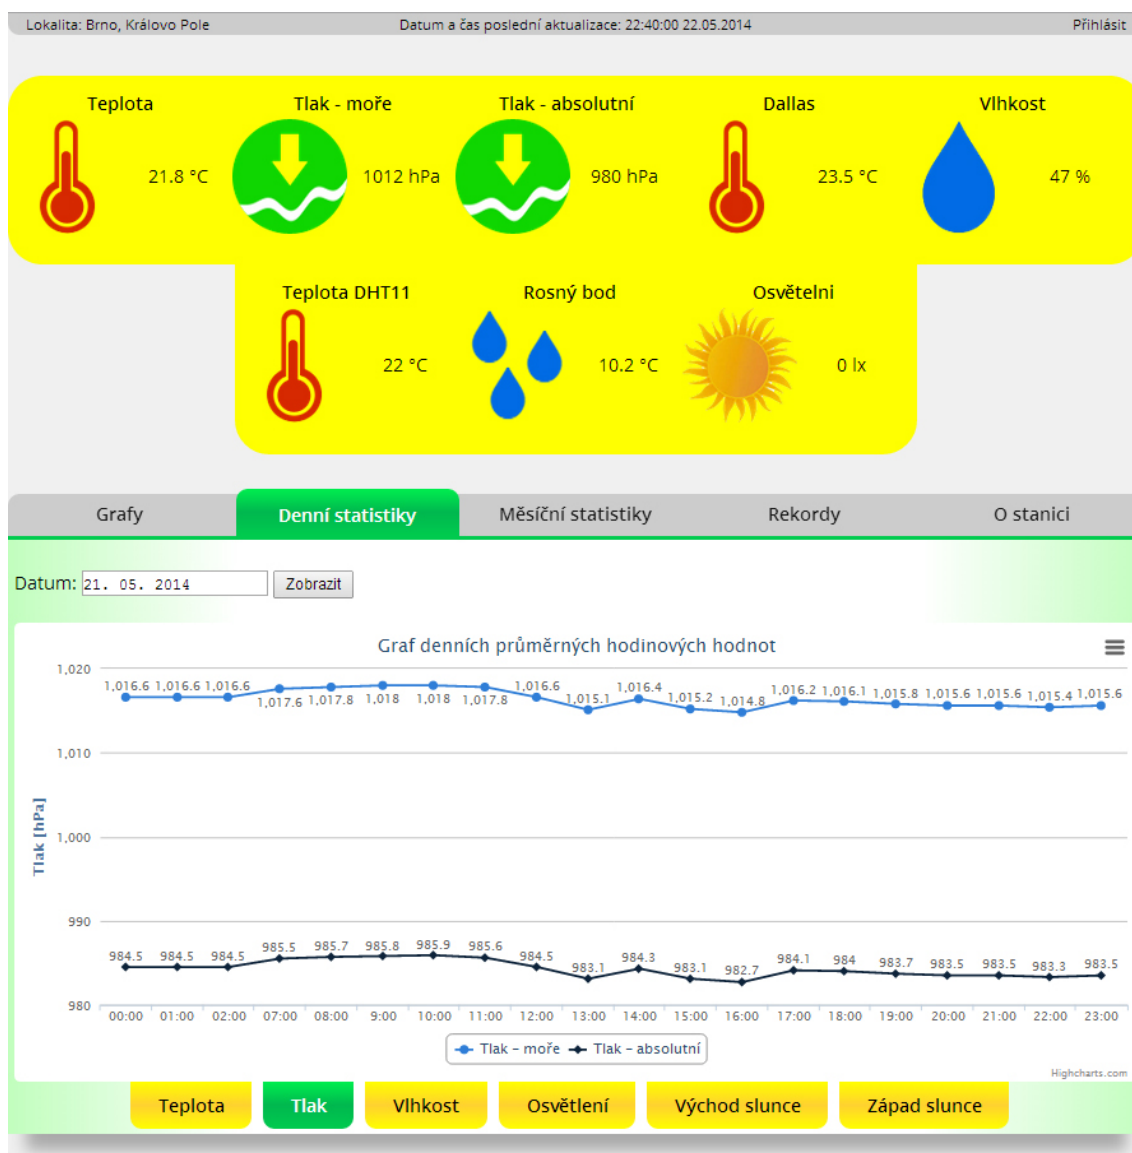 Lokalita: Brno, Královo Pole Datum a čas poslední aktualizace: 22:40:00 22.05.2014 Přihlásit
Teplota Tlak - moře Tlak - absolutní Dallas Vlhkost
21.8 °C 1012 hPa 980 hPa 23.5 °C 47 %
Teplota DHT11 Rosný bod Osvětelni
22 °C 10.2 °C 0 lx
Grafy Denní statistiky Měsíční statistiky Rekordy O stanici
Datum: 21. 05. 2014 Zobrazit
Graf denních průměrných hodinových hodnot
Tlak [hPa]
1,020
1,016.6 1,016.6 1,016.6 1,017.6 1,017.8 1,018 1,018 1,017.8 1,016.6 1,015.1 1,016.4 1,015.2 1,014.8 1,016.2 1,016.1 1,015.8 1,015.6 1,015.6 1,015.4 1,015.6
1,010
1,000
990
984.5 984.5 984.5 985.5 985.7 985.8 985.9 985.6 984.5 983.1 984.3 983.1 982.7 984.1 984 983.7 983.5 983.5 983.3 983.5
980
00:00 01:00 02:00 07:00 08:00 9:00 10:00 11:00 12:00 13:00 14:00 15:00 16:00 17:00 18:00 19:00 20:00 21:00 22:00 23:00
Tlak – moře Tlak – absolutní
Highcharts.com
Teplota Tlak Vlhkost Osvětlení Východ slunce Západ slunce